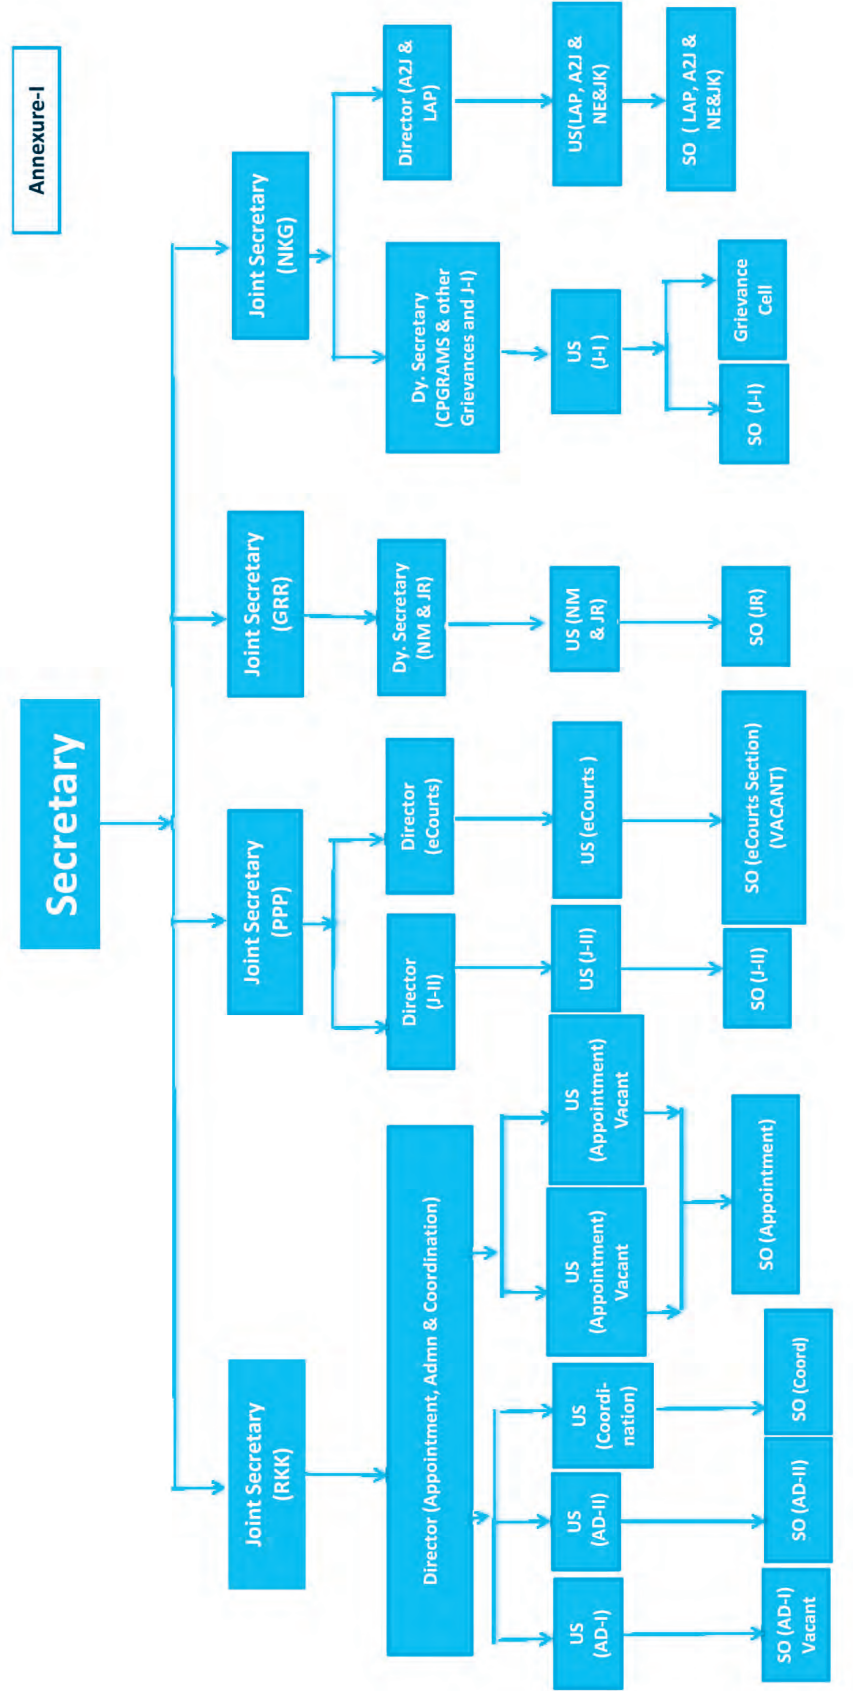 Annexure-I
Secretary
Joint Secretary
(RKK)
Joint Secretary
(PPP)
Joint Secretary
(GRR)
Joint Secretary
(NKG)
Director (Appointment, Admn & Coordination)
Director
(J-II)
Director
(eCourts)
Dy. Secretary
(NM & JR)
Dy. Secretary
(CPGRAMS & other
Grievances and J-I)
Director (A2J &
LAP)
US
(AD-I)
US
(AD-II)
US
(Coordi-
nation)
US
(Appointment)
Vacant
US
(Appointment)
Vacant
US (J-II)
US (eCourts )
US (NM
& JR)
US
(J-I )
US(LAP, A2J &
NE&JK)
SO (AD-I)
Vacant
SO (AD-II)
SO (Coord)
SO (Appointment)
SO (J-II)
SO (eCourts Section)
(VACANT)
SO (JR)
SO (J-I)
Grievance
Cell
SO ( LAP, A2J &
NE&JK)